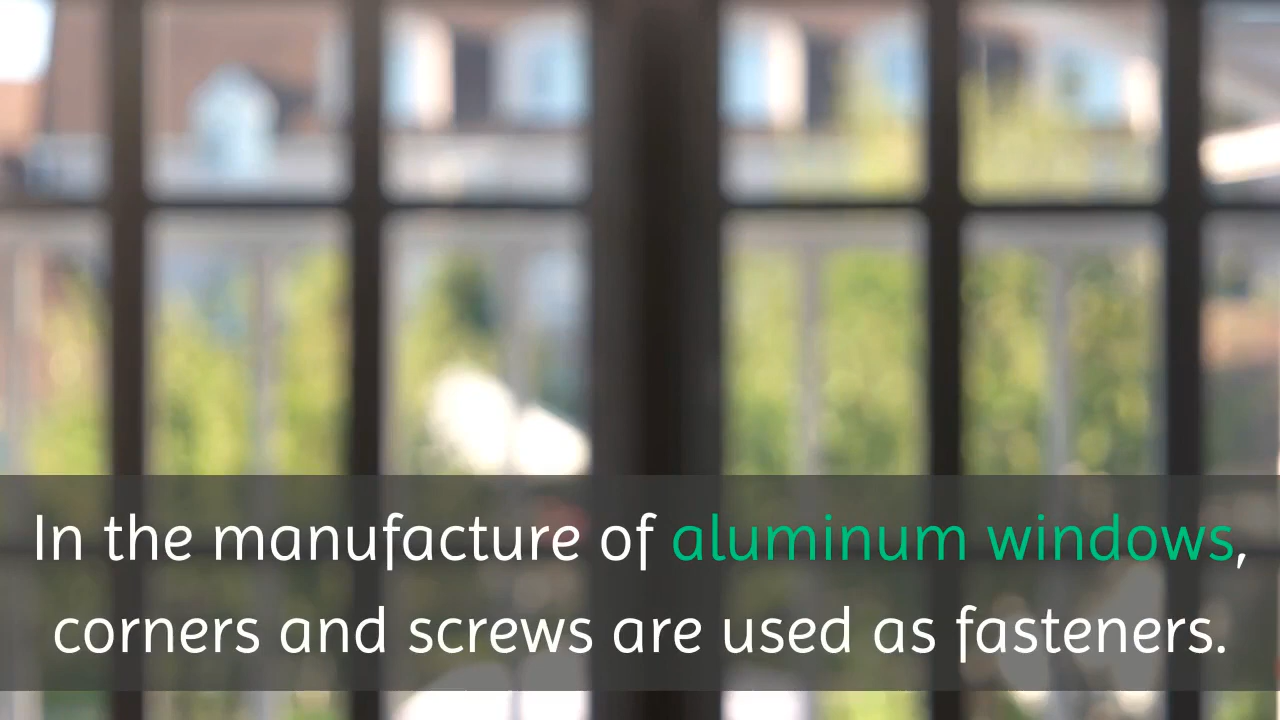 In the manufacture of aluminum windows,
corners and screws are used as fasteners.